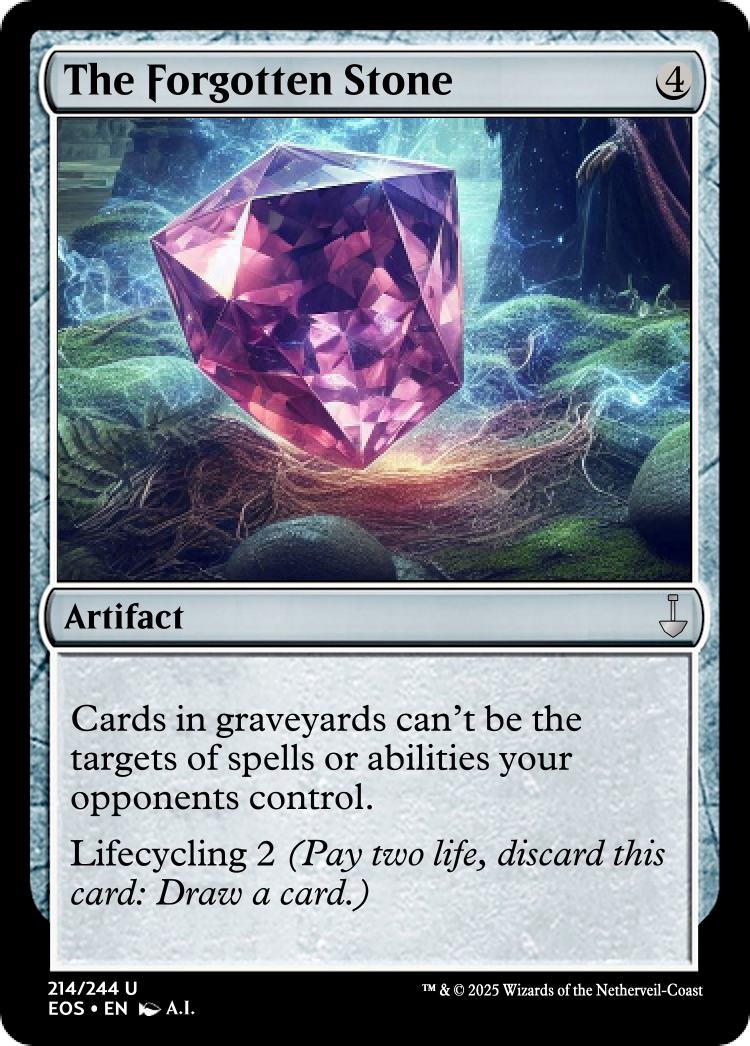 The Forgotten Stone 4
Artifact
Cards in graveyards can't be the
targets of spells or abilities your
opponents control.
Lifecycling 2 (Pay two life, discard this
card: Draw a card.)
214/244 U
EOS • EN A.I.
™ & © 2025 Wizards of the Netherveil-Coast